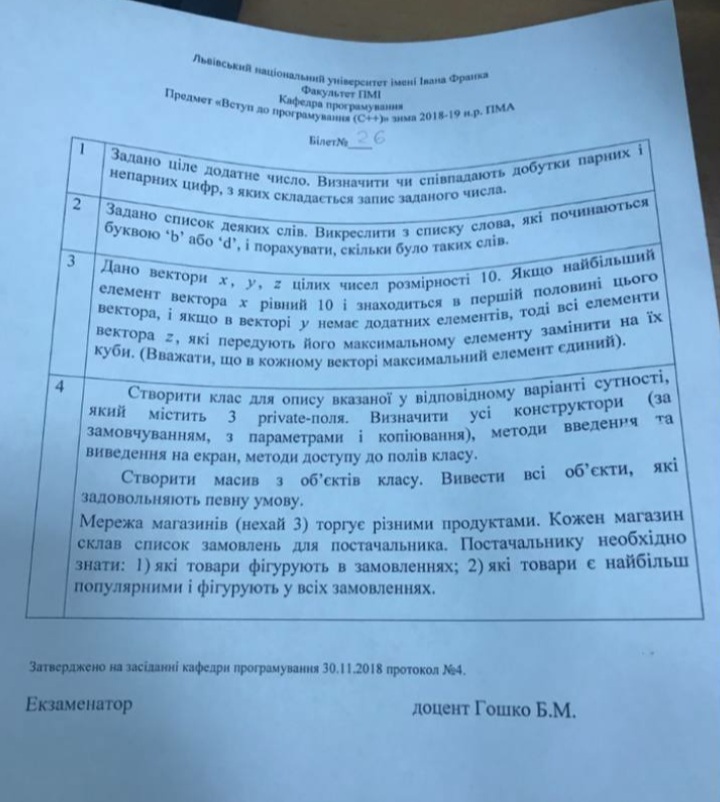 Львівський національний університет імені Івана Франка
Факультет ПМІ
Кафедра програмування
Предмет «Вступ до програмування (С++)» зима 2018-19 н.р. ПМА
Білет№ 26
1 Задано ціле додатне число. Визначити чи співпадають добутки парних і
непарних цифр, з яких складається запис заданого числа.
2 Задано список деяких слів. Викреслити з списку слова, які починаються
буквою ‘b’ або ‘d’, і порахувати, скільки було таких слів.
3 Дано вектори x, y, z цілих чисел розмірності 10. Якщо найбільший
елемент вектора x рівний 10 і знаходиться в першій половині цього
вектора, і якщо в векторі y немає додатних елементів, тоді всі елементи
вектора z, які передують його максимальному елементу замінити на їх
куби. (Вважати, що в кожному векторі максимальний елемент єдиний).
4 Створити клас для опису вказаної у відповідному варіанті сутності,
який містить 3 private-поля. Визначити усі конструктори (за
замовчуванням, з параметрами і копіювання), методи введення та
виведення на екран, методи доступу до полів класу.
Створити масив з об’єктів класу. Вивести всі об’єкти, які
задовольняють певну умову.
Мережа магазинів (нехай 3) торгує різними продуктами. Кожен магазин
склав список замовлень для постачальника. Постачальнику необхідно
знати: 1) які товари фігурують в замовленнях; 2) які товари є найбільш
популярними і фігурують у всіх замовленнях.
Затверджено на засіданні кафедри програмування 30.11.2018 протокол №4.
Екзаменатор доцент Гошко Б.М.